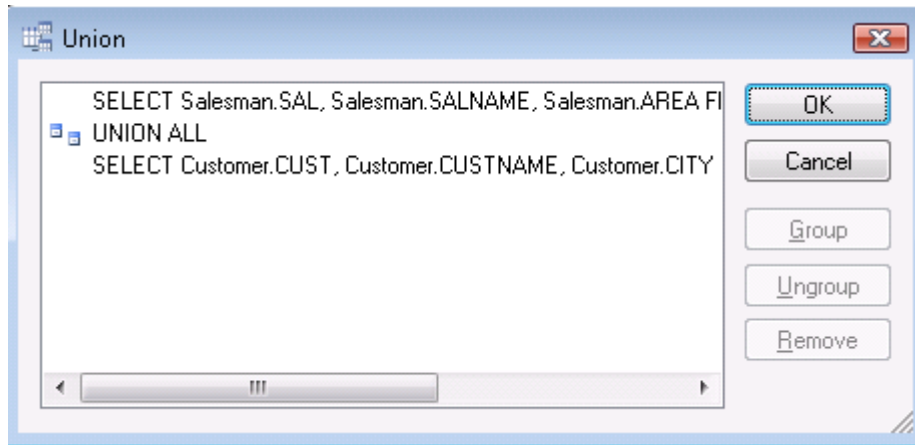 Union
SELECT Salesman.SAL, Salesman.SALNAME, Salesman.AREA
UNION ALL
SELECT Customer.CUST, Customer.CUSTNAME, Customer.CITY
OK
Cancel
Group
Ungroup
Remove